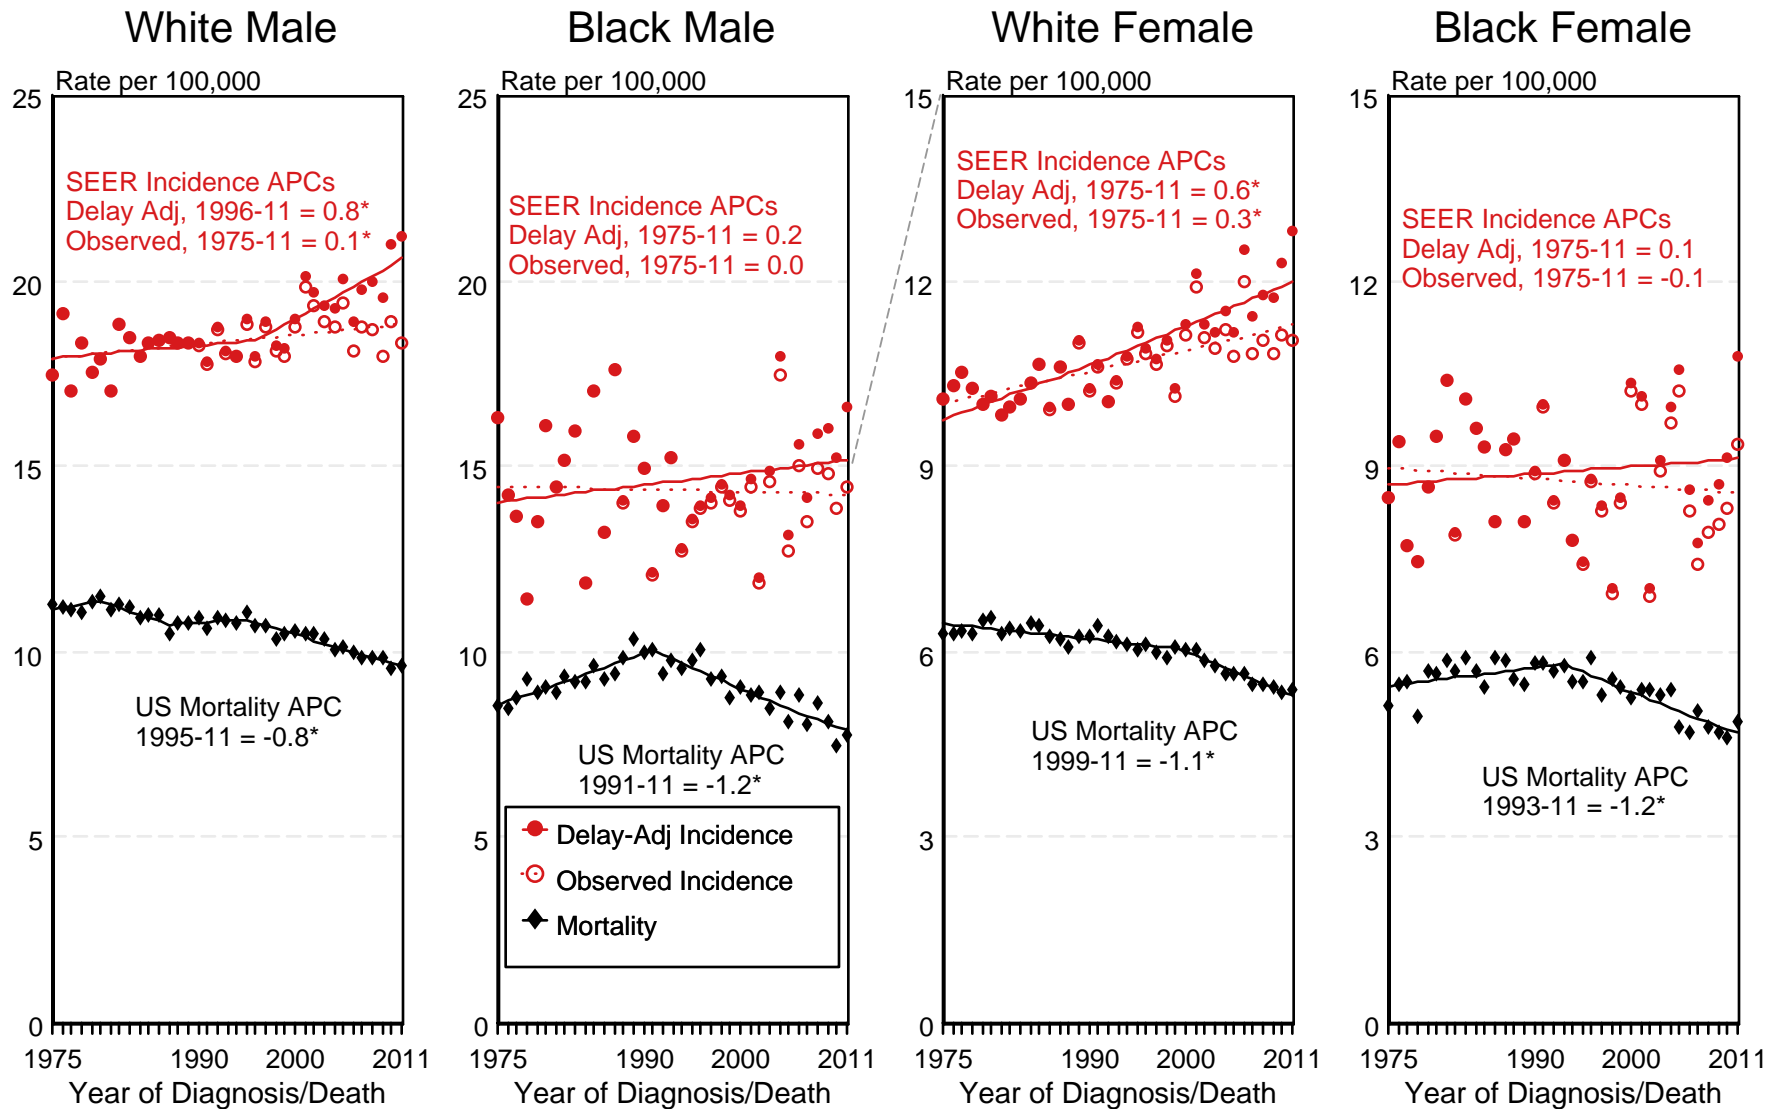 White Male
Rate per 100,000
25
20
15
10
5
0
SEER Incidence APCs
Delay Adj, 1996-11 = 0.8*
Observed, 1975-11 = 0.1*
US Mortality APC
1995-11 = -0.8*
1975 1990 2000 2011
Year of Diagnosis/Death
Black Male
Rate per 100,000
25
20
15
10
5
0
SEER Incidence APCs
Delay Adj, 1975-11 = 0.2
Observed, 1975-11 = 0.0
US Mortality APC
1991-11 = -1.2*
Delay-Adj Incidence
Observed Incidence
Mortality
1975 1990 2000 2011
Year of Diagnosis/Death
White Female
Rate per 100,000
15
12
9
6
3
0
SEER Incidence APCs
Delay Adj, 1975-11 = 0.6*
Observed, 1975-11 = 0.3*
US Mortality APC
1999-11 = -1.1*
1975 1990 2000 2011
Year of Diagnosis/Death
Black Female
Rate per 100,000
15
12
9
6
3
0
SEER Incidence APCs
Delay Adj, 1975-11 = 0.1
Observed, 1975-11 = -0.1
US Mortality APC
1993-11 = -1.2*
1975 1990 2000 2011
Year of Diagnosis/Death